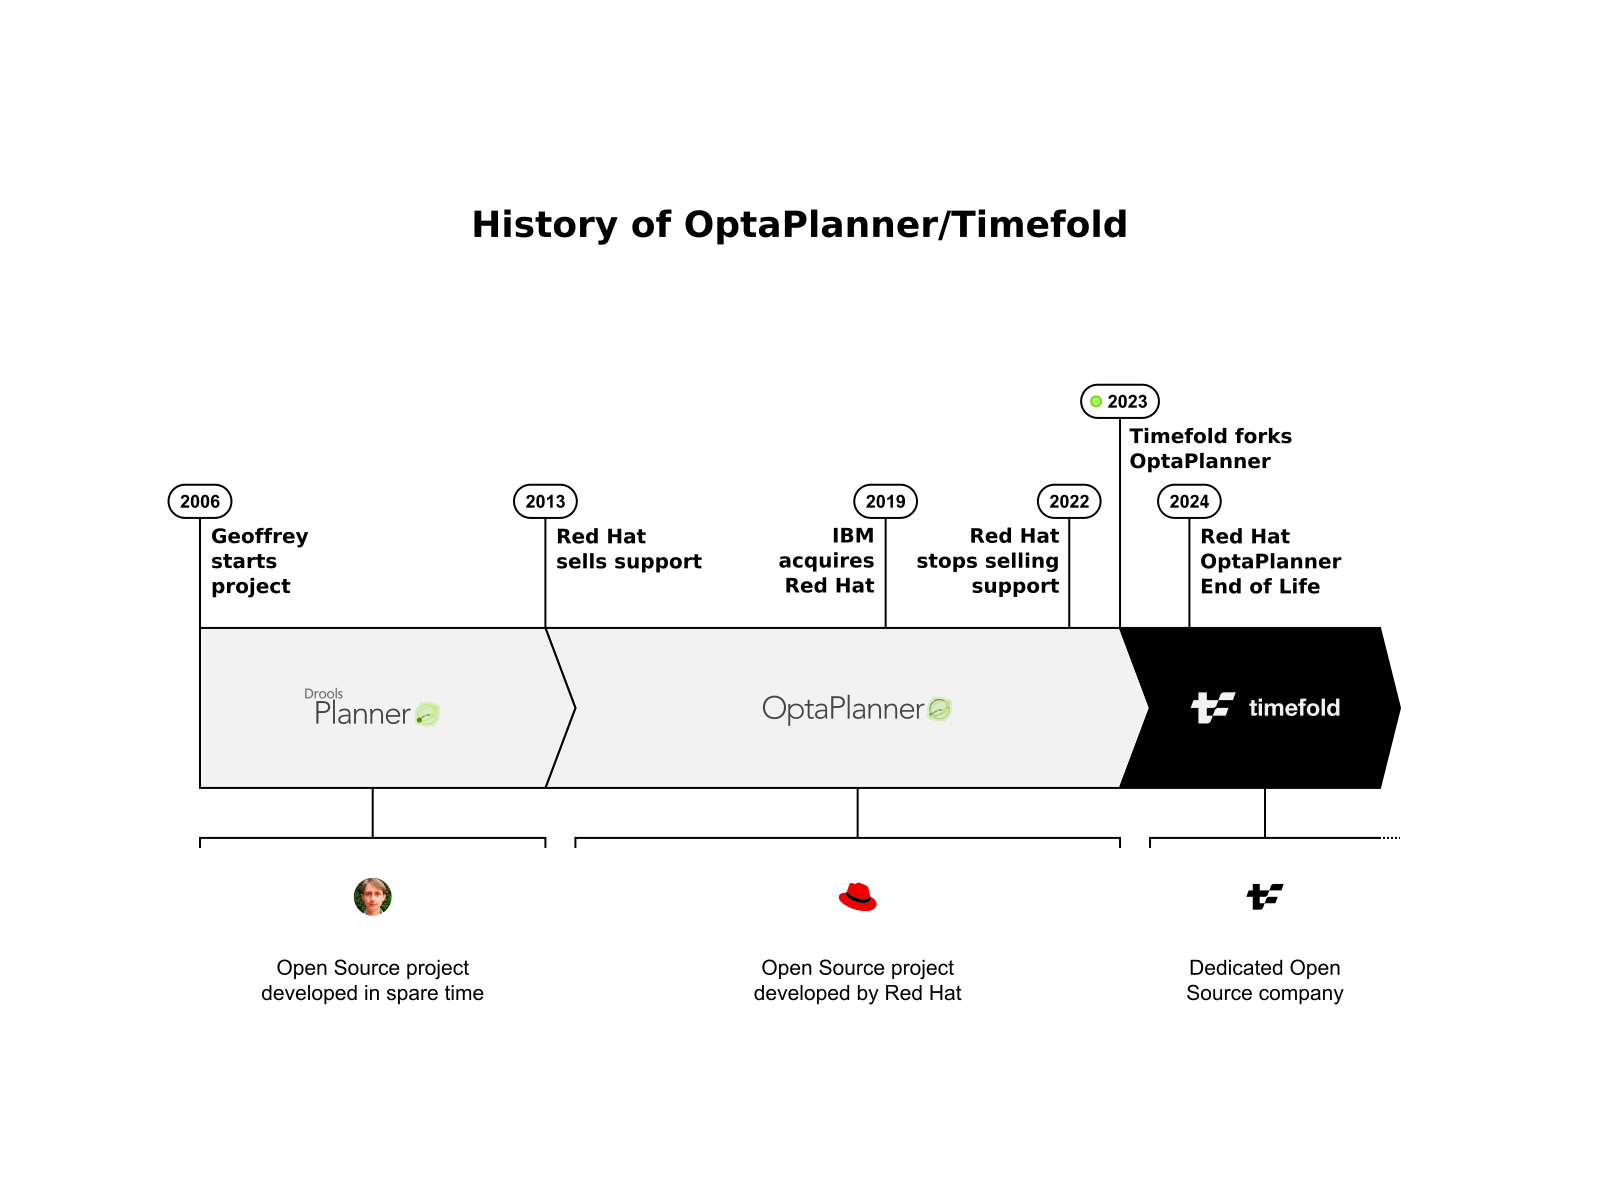 History of OptaPlanner/Timefold
2023
Timefold forks
OptaPlanner
2006
Geoffrey
starts
project
2013
Red Hat
sells support
2019
IBM
acquires
Red Hat
2022
Red Hat
stops selling
support
2024
Red Hat
OptaPlanner
End of Life
Drools
Planner
OptaPlanner
timefold
Open Source project
developed in spare time
Open Source project
developed by Red Hat
Dedicated Open
Source company